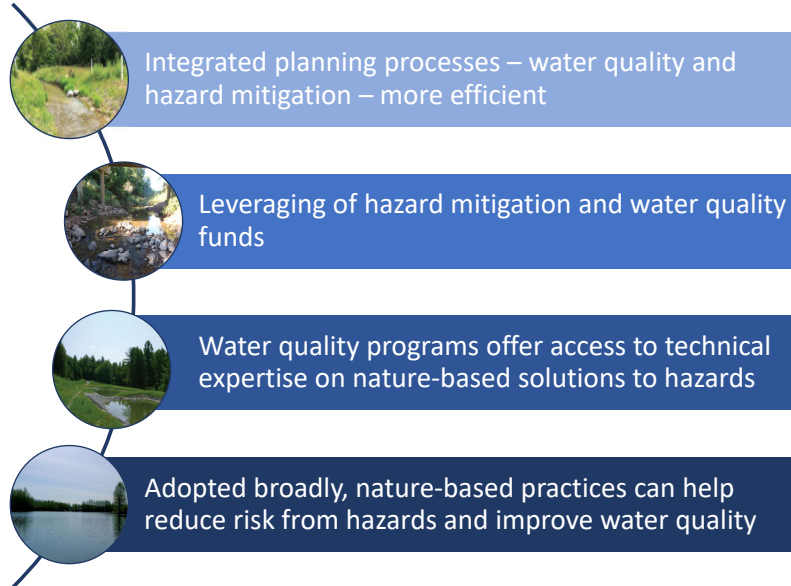 Integrated planning processes – water quality and
hazard mitigation – more efficient
Leveraging of hazard mitigation and water quality
funds
Water quality programs offer access to technical
expertise on nature-based solutions to hazards
Adopted broadly, nature-based practices can help
reduce risk from hazards and improve water quality